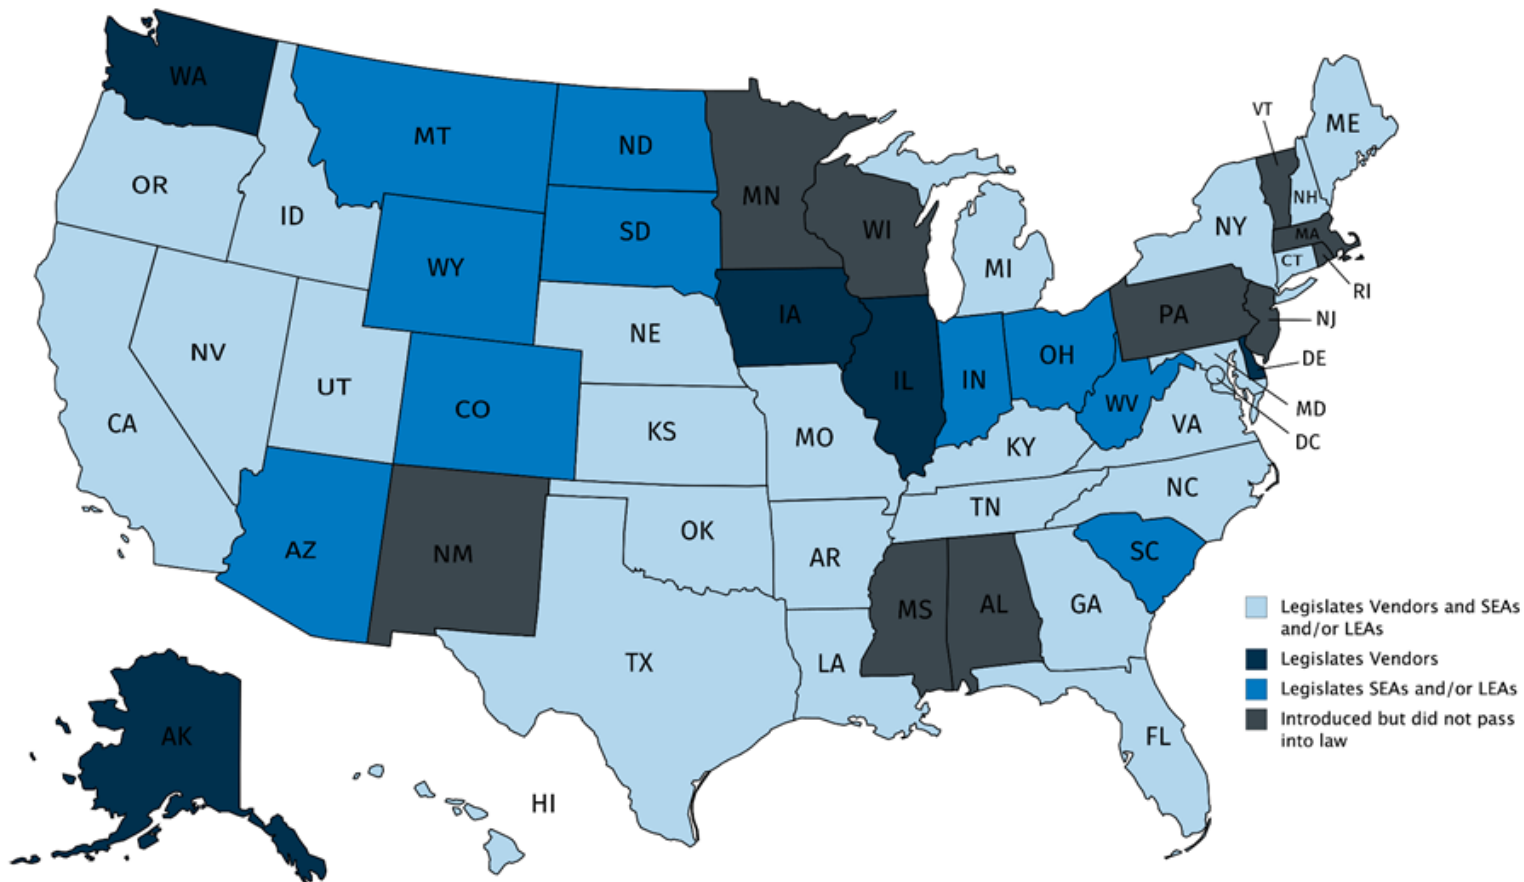 WA
MT
ND
MN
VT
ME
OR
ID
SD
WI
NH
NY
MA
WY
MI
CT
RI
IA
PA
NJ
NE
NV
OH
DE
UT
IL
IN
CO
WV
MD
CA
KS
MO
VA
DC
KY
NC
TN
OK
AZ
NM
AR
SC
MS
AL
GA
Legislates Vendors and SEAs
and/or LEAs
TX
LA
Legislates Vendors
Legislates SEAs and/or LEAs
Introduced but did not pass
into law
AK
FL
HI